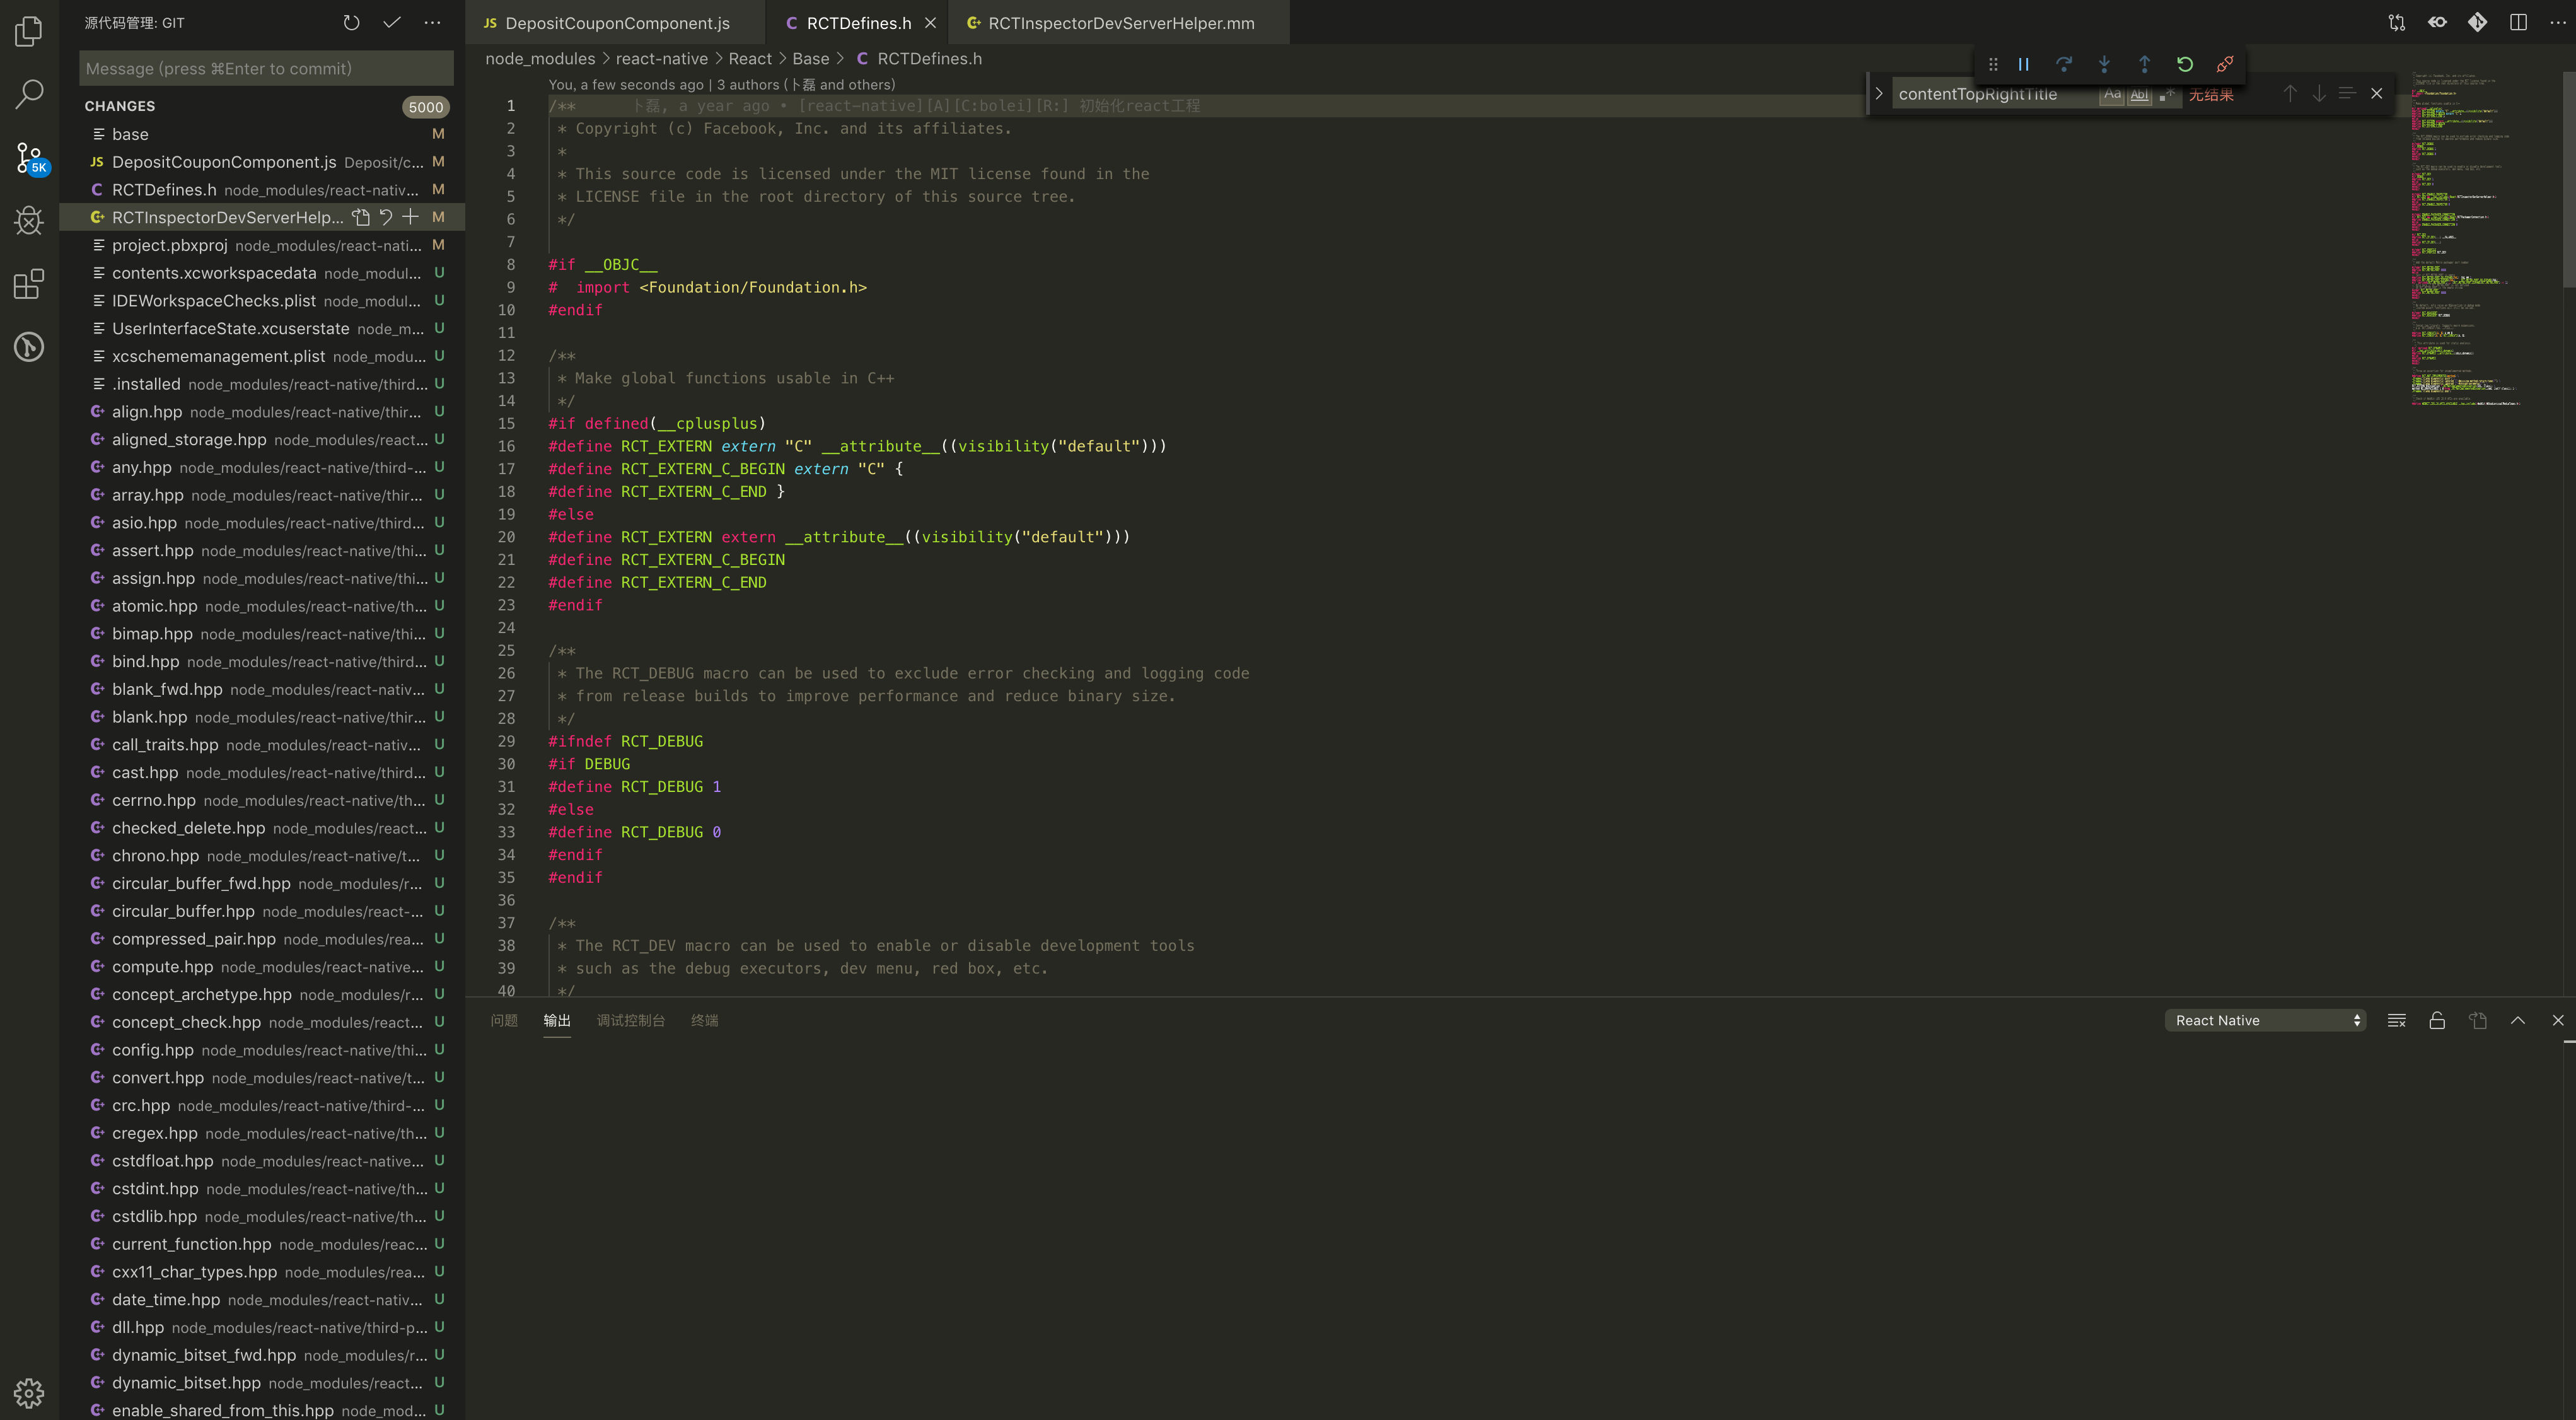 源代码管理: GIT
Message (press ⌘Enter to commit)
CHANGES 5000
5K
base M
JS DepositCouponComponent.js Deposit/c... M
C RCTDefines.h node_modules/react-nativ... M
RCTInspectorDevServerHelp... M
project.pbxproj node_modules/react-nati... M
contents.xcworkspacedata node_modul... U
IDEWorkspaceChecks.plist node_modul... U
UserInterfaceState.xcuserstate node_m... U
xcschememanagement.plist node_modu... U
.installed node_modules/react-native/third... U
align.hpp node_modules/react-native/thir... U
aligned_storage.hpp node_modules/react... U
any.hpp node_modules/react-native/third-... U
array.hpp node_modules/react-native/thir... U
asio.hpp node_modules/react-native/third... U
assert.hpp node_modules/react-native/thi... U
assign.hpp node_modules/react-native/thi... U
atomic.hpp node_modules/react-native/th... U
bimap.hpp node_modules/react-native/thi... U
bind.hpp node_modules/react-native/third... U
blank_fwd.hpp node_modules/react-nativ... U
blank.hpp node_modules/react-native/thir... U
call_traits.hpp node_modules/react-nativ... U
cast.hpp node_modules/react-native/third... U
cerrno.hpp node_modules/react-native/th... U
checked_delete.hpp node_modules/react... U
chrono.hpp node_modules/react-native/t... U
circular_buffer_fwd.hpp node_modules/r... U
circular_buffer.hpp node_modules/react-... U
compressed_pair.hpp node_modules/rea... U
compute.hpp node_modules/react-native... U
concept_archetype.hpp node_modules/r... U
concept_check.hpp node_modules/react... U
config.hpp node_modules/react-native/thi... U
convert.hpp node_modules/react-native/t... U
crc.hpp node_modules/react-native/third-... U
cregex.hpp node_modules/react-native/th... U
cstdfloat.hpp node_modules/react-native... U
cstdint.hpp node_modules/react-native/th... U
cstdlib.hpp node_modules/react-native/th... U
current_function.hpp node_modules/reac... U
cxx11_char_types.hpp node_modules/rea... U
date_time.hpp node_modules/react-nativ... U
dll.hpp node_modules/react-native/third-p... U
dynamic_bitset_fwd.hpp node_modules/r... U
dynamic_bitset.hpp node_modules/react... U
enable_shared_from_this.hpp node_mod... U
JS DepositCouponComponent.js
C RCTDefines.h
RCTInspectorDevServerHelper.mm
node_modules > react-native > React > Base > C RCTDefines.h
contentTopRightTitle Aa Abl 无结果
You, a few seconds ago | 3 authors (卜磊 and others)
1 /** 卜磊, a year ago • [react-native][A][C:bolei][R:] 初始化react工程
2 * Copyright (c) Facebook, Inc. and its affiliates.
3 *
4 * This source code is licensed under the MIT license found in the
5 * LICENSE file in the root directory of this source tree.
6 */
7
8 #if __OBJC__
9 # import <Foundation/Foundation.h>
10 #endif
11
12 /**
13 * Make global functions usable in C++
14 */
15 #if defined(__cplusplus)
16 #define RCT_EXTERN extern "C" __attribute__((visibility("default")))
17 #define RCT_EXTERN_C_BEGIN extern "C" {
18 #define RCT_EXTERN_C_END }
19 #else
20 #define RCT_EXTERN extern __attribute__((visibility("default")))
21 #define RCT_EXTERN_C_BEGIN
22 #define RCT_EXTERN_C_END
23 #endif
24
25 /**
26 * The RCT_DEBUG macro can be used to exclude error checking and logging code
27 * from release builds to improve performance and reduce binary size.
28 */
29 #ifndef RCT_DEBUG
30 #if DEBUG
31 #define RCT_DEBUG 1
32 #else
33 #define RCT_DEBUG 0
34 #endif
35 #endif
36
37 /**
38 * The RCT_DEV macro can be used to enable or disable development tools
39 * such as the debug executors, dev menu, red box, etc.
40 */
问题 输出 调试控制台 终端
React Native